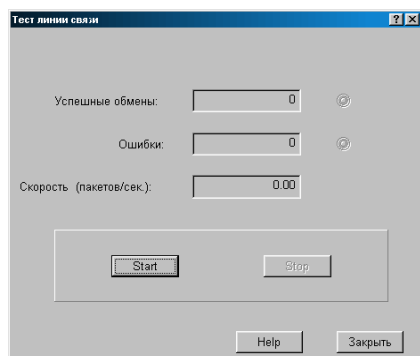 Тест линии связи
Успешные обмены: 0
Ошибки: 0
Скорость (пакетов/сек.): 0.00
Start Stop
Help Закрыть